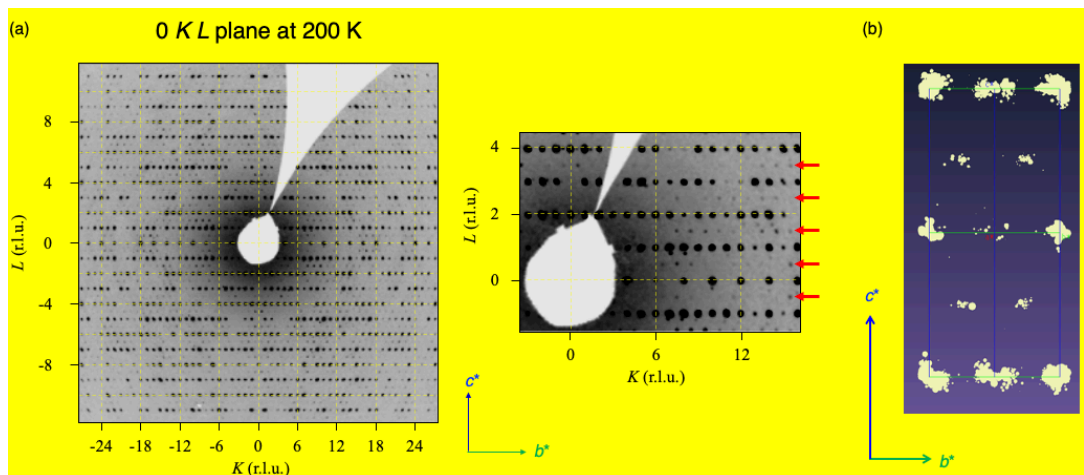 (a)
0 K L plane at 200 K
(b)
8
4
0
-4
-8
L (r.l.u.)
-24 -18 -12 -6 0 6 12 18 24
K (r.l.u.)
4
2
0
L (r.l.u.)
0 6 12
K (r.l.u.)
c*
b*
c*
b*